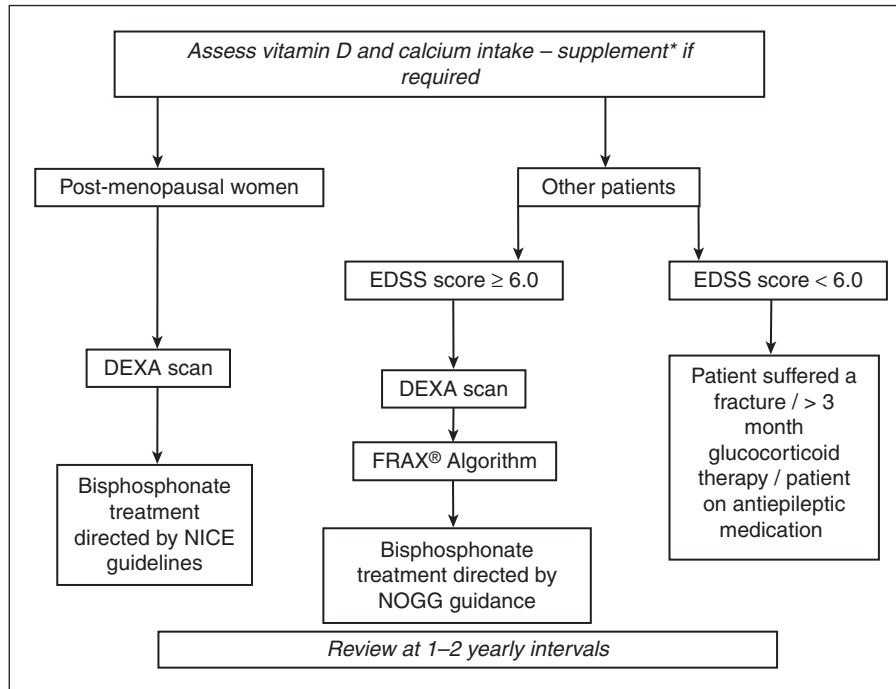 Assess vitamin D and calcium intake – supplement* if
required
Post-menopausal women
Other patients
EDSS score ≥ 6.0
EDSS score < 6.0
DEXA scan
DEXA scan
Patient suffered a
fracture / > 3
month
glucocorticoid
therapy / patient
on antiepileptic
medication
FRAX® Algorithm
Bisphosphonate
treatment
directed by NICE
guidelines
Bisphosphonate
treatment directed by
NOGG guidance
Review at 1–2 yearly intervals